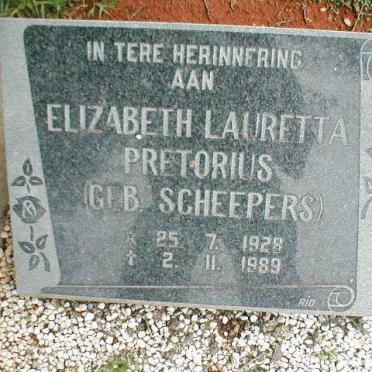 IN TERE HERINNERING
AAN
ELIZABETH LAURETTA
PRETORIUS
(GEB. SCHEEPERS)
* 25. 7. 1928
† 2. 11. 1989
RIO